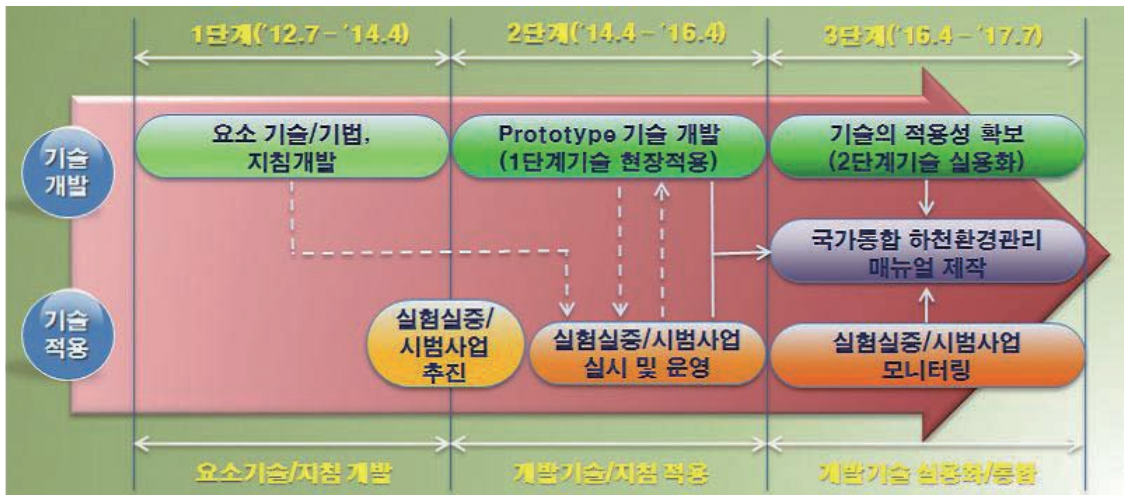 1단계('12.7 – '14.4)
2단계('14.4 – '16.4)
3단계('16.4 – '17.7)
기술
개발
요소 기술/기법,
지침개발
Prototype 기술 개발
(1단계기술 현장적용)
기술의 적용성 확보
(2단계기술 실용화)
국가통합 하천환경관리
매뉴얼 제작
기술
적용
실험실증/
시범사업
추진
실험실증/시범사업
실시 및 운영
실험실증/시범사업
모니터링
요소기술/지침 개발
개발기술/지침 적용
개발기술 실용화/통합